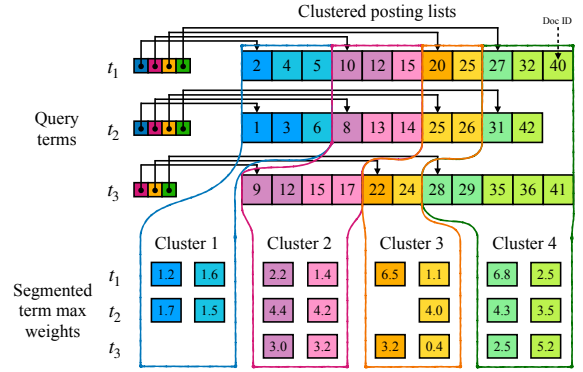 Clustered posting lists
Doc ID
t1 2 4 5 10 12 15 20 25 27 32 40
Query terms
t2 1 3 6 8 13 14 25 26 31 42
t3 9 12 15 17 22 24 28 29 35 36 41
Cluster 1 Cluster 2 Cluster 3 Cluster 4
t1 1.2 1.6 2.2 1.4 6.5 1.1 6.8 2.5
Segmented term max weights
t2 1.7 1.5 4.4 4.2 4.0 4.3 3.5
t3 3.0 3.2 3.2 0.4 2.5 5.2